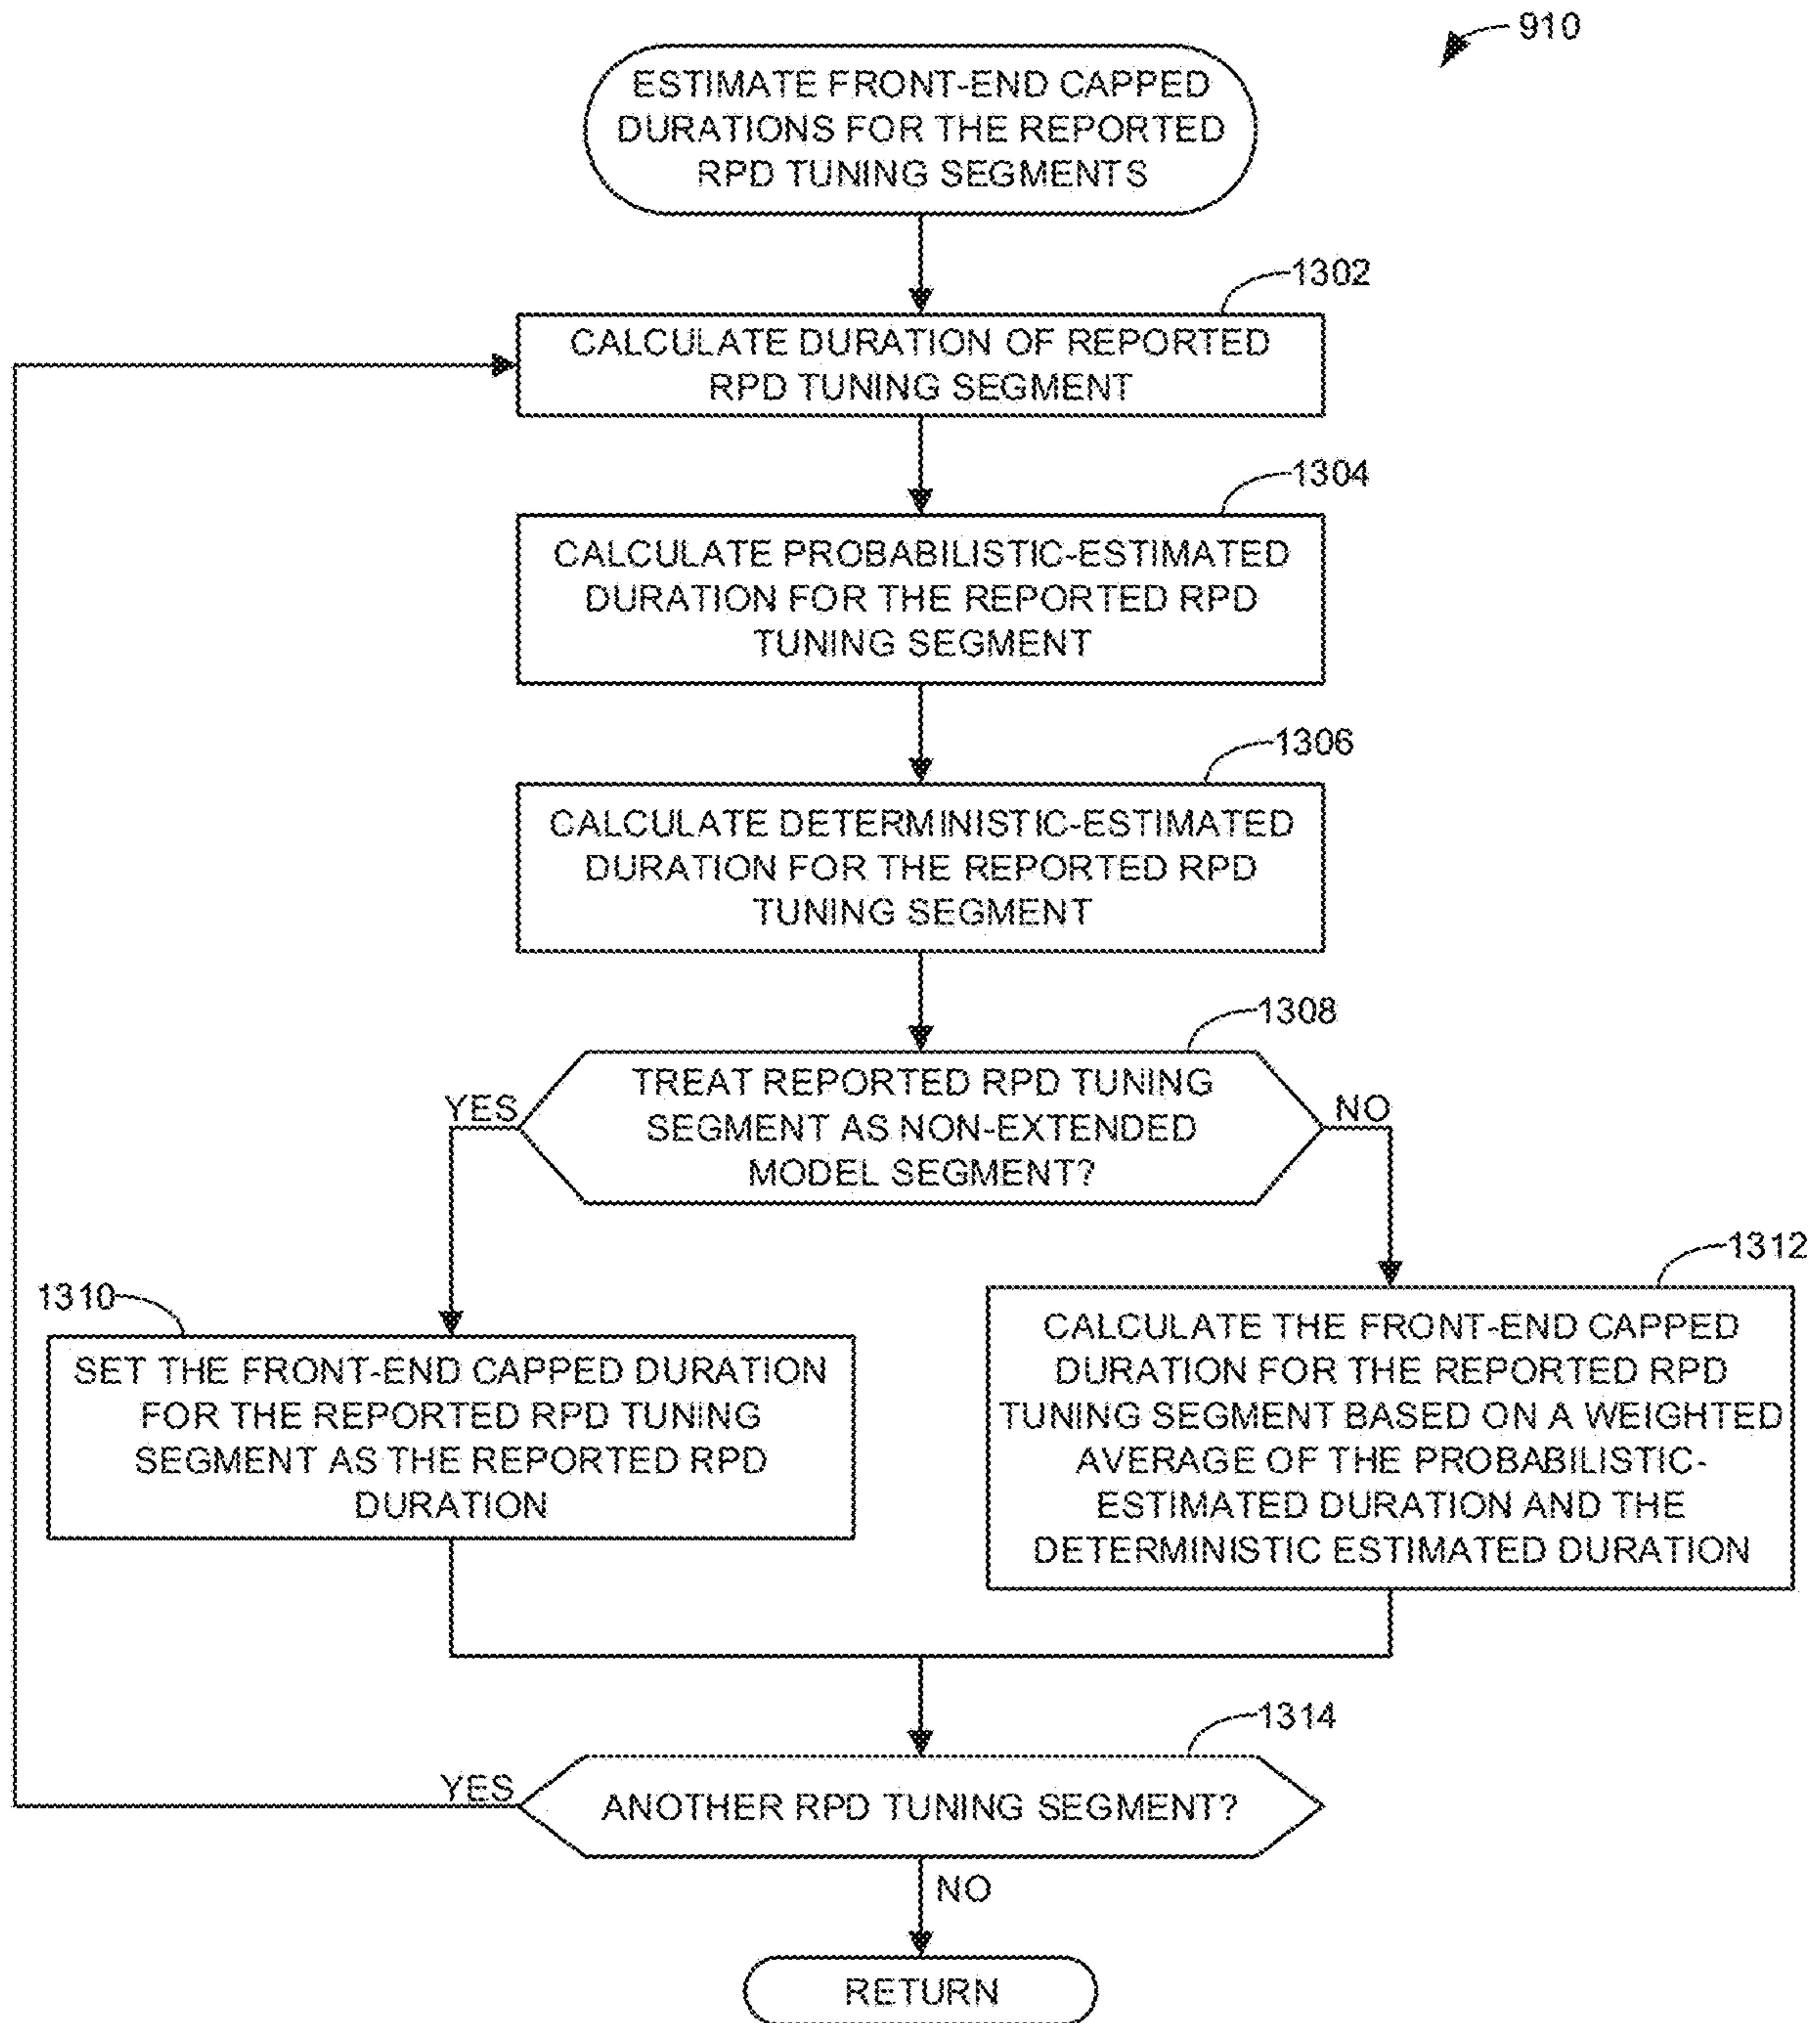 910
ESTIMATE FRONT-END CAPPED
DURATIONS FOR THE REPORTED
RPD TUNING SEGMENTS
1302
CALCULATE DURATION OF REPORTED
RPD TUNING SEGMENT
1304
CALCULATE PROBABILISTIC-ESTIMATED
DURATION FOR THE REPORTED RPD
TUNING SEGMENT
1306
CALCULATE DETERMINISTIC-ESTIMATED
DURATION FOR THE REPORTED RPD
TUNING SEGMENT
1308
TREAT REPORTED RPD TUNING
SEGMENT AS NON-EXTENDED
MODEL SEGMENT?
YES
NO
1310
SET THE FRONT-END CAPPED DURATION
FOR THE REPORTED RPD TUNING
SEGMENT AS THE REPORTED RPD
DURATION
1312
CALCULATE THE FRONT-END CAPPED
DURATION FOR THE REPORTED RPD
TUNING SEGMENT BASED ON A WEIGHTED
AVERAGE OF THE PROBABILISTIC-
ESTIMATED DURATION AND THE
DETERMINISTIC ESTIMATED DURATION
1314
YES
ANOTHER RPD TUNING SEGMENT?
NO
RETURN